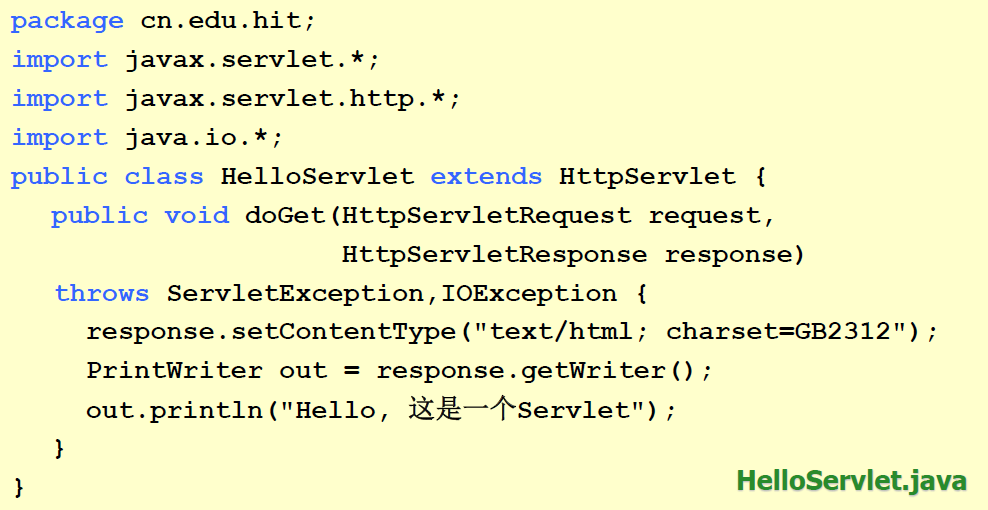 package cn.edu.hit;
import javax.servlet.*;
import javax.servlet.http.*;
import java.io.*;
public class HelloServlet extends HttpServlet {
public void doGet(HttpServletRequest request,
HttpServletResponse response)
throws ServletException,IOException {
response.setContentType("text/html; charset=GB2312");
PrintWriter out = response.getWriter();
out.println("Hello, 这是一个Servlet");
}
}
HelloServlet.java